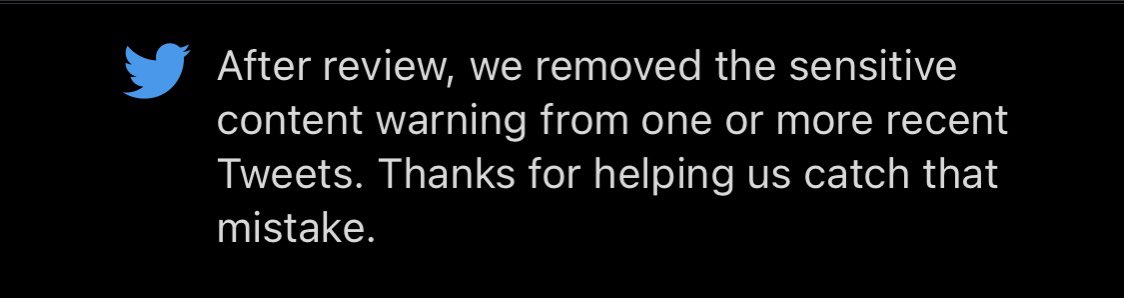 After review, we removed the sensitive
content warning from one or more recent
Tweets. Thanks for helping us catch that
mistake.